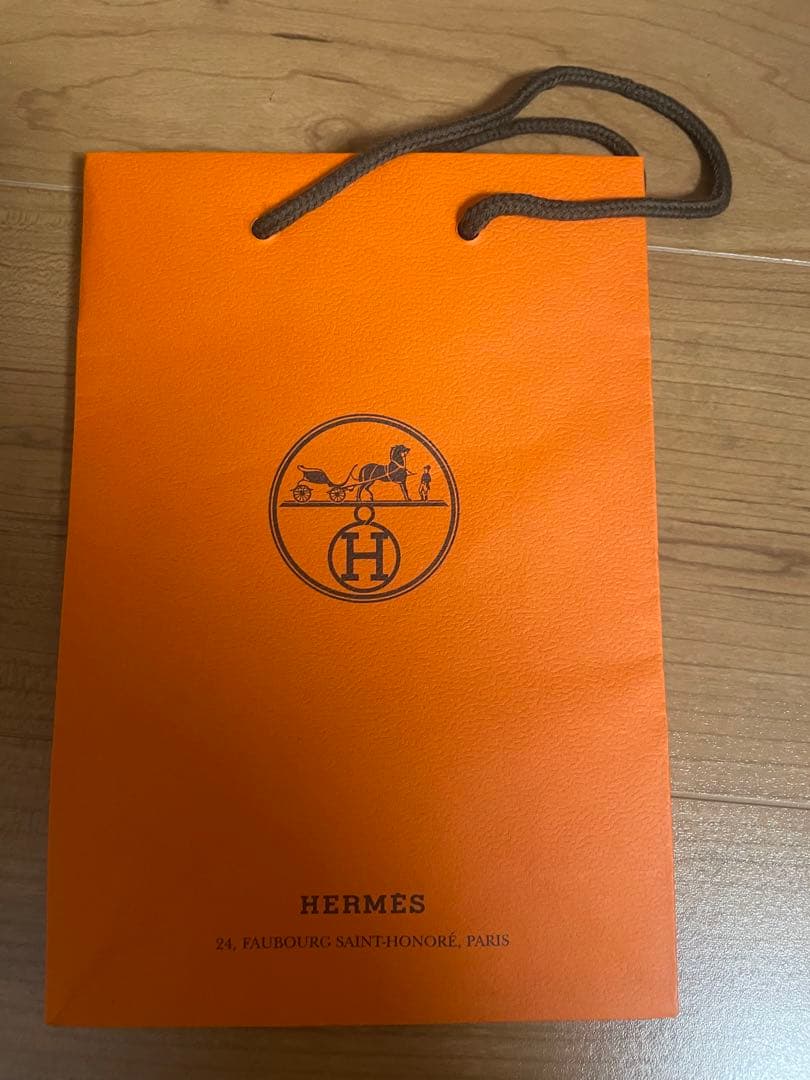 H
HERMÈS
24, FAUBOURG SAINT-HONORÉ, PARIS